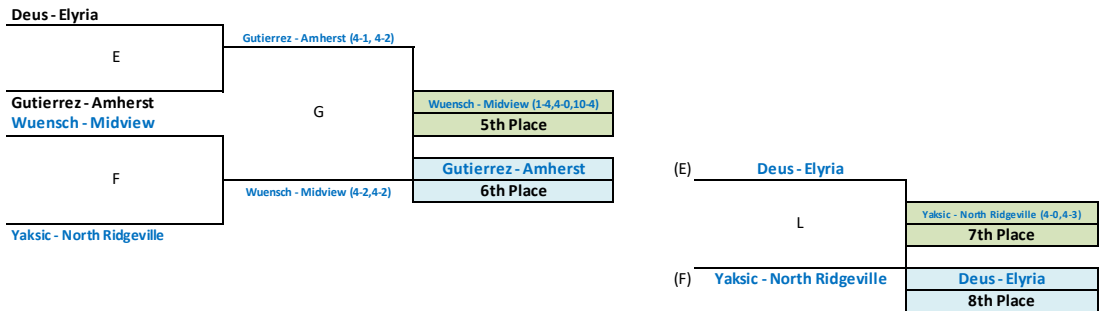 Deus - Elyria
Gutierrez - Amherst (4-1, 4-2)
E
Gutierrez - Amherst
Wuensch - Midview
G
Wuensch - Midview (1-4,4-0,10-4)
5th Place
F
Gutierrez - Amherst
6th Place
Wuensch - Midview (4-2,4-2)
Yaksic - North Ridgeville
(E) Deus - Elyria
L
Yaksic - North Ridgeville (4-0,4-3)
7th Place
(F) Yaksic - North Ridgeville
Deus - Elyria
8th Place